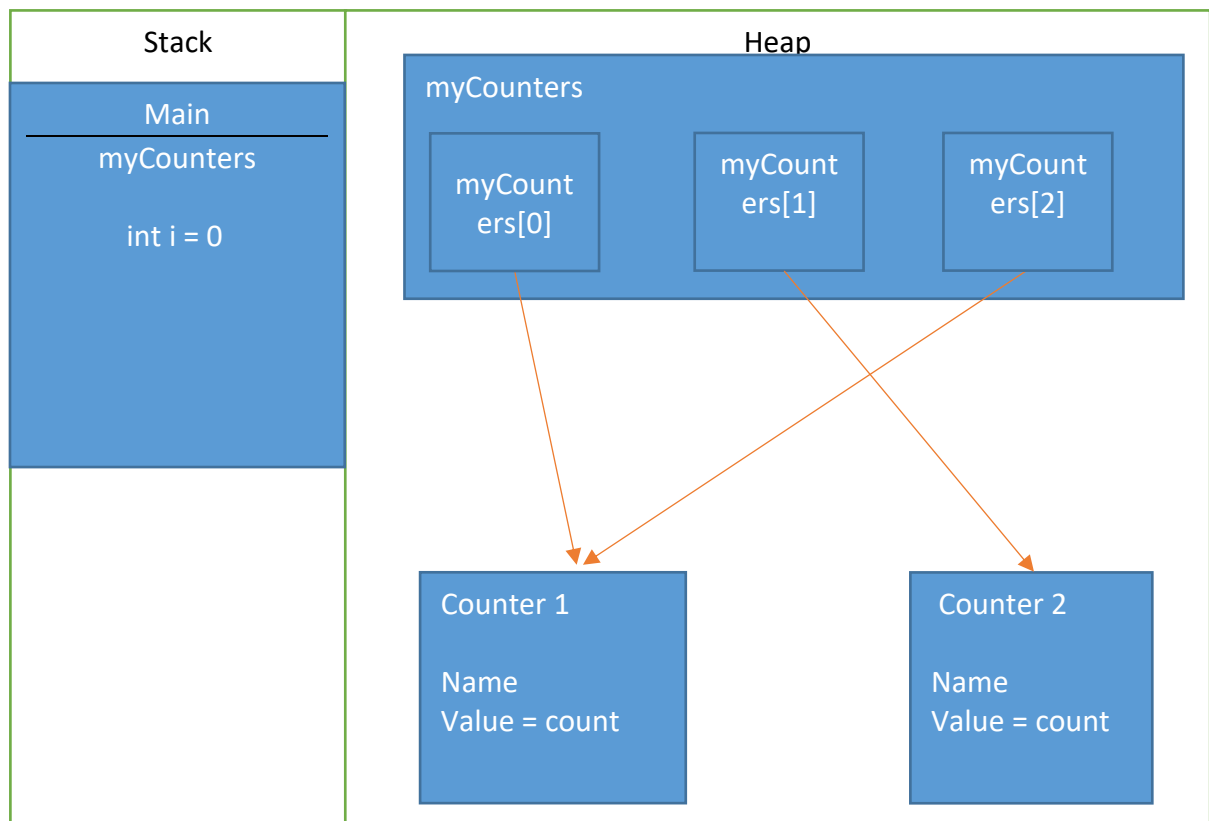 Stack
Heap
Main
myCounters
int i = 0
myCounters
myCount
ers[0]
myCount
ers[1]
myCount
ers[2]
Counter 1
Name
Value = count
Counter 2
Name
Value = count